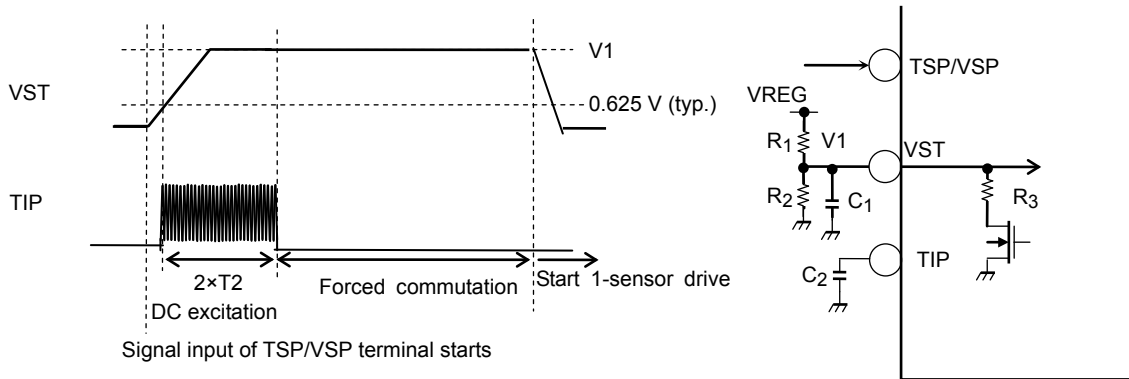 VST
V1
0.625 V (typ.)
TIP
2×T2
DC excitation
Forced commutation
Start 1-sensor drive
Signal input of TSP/VSP terminal starts
TSP/VSP
VREG
R1
V1
VST
R2
C1
R3
TIP
C2